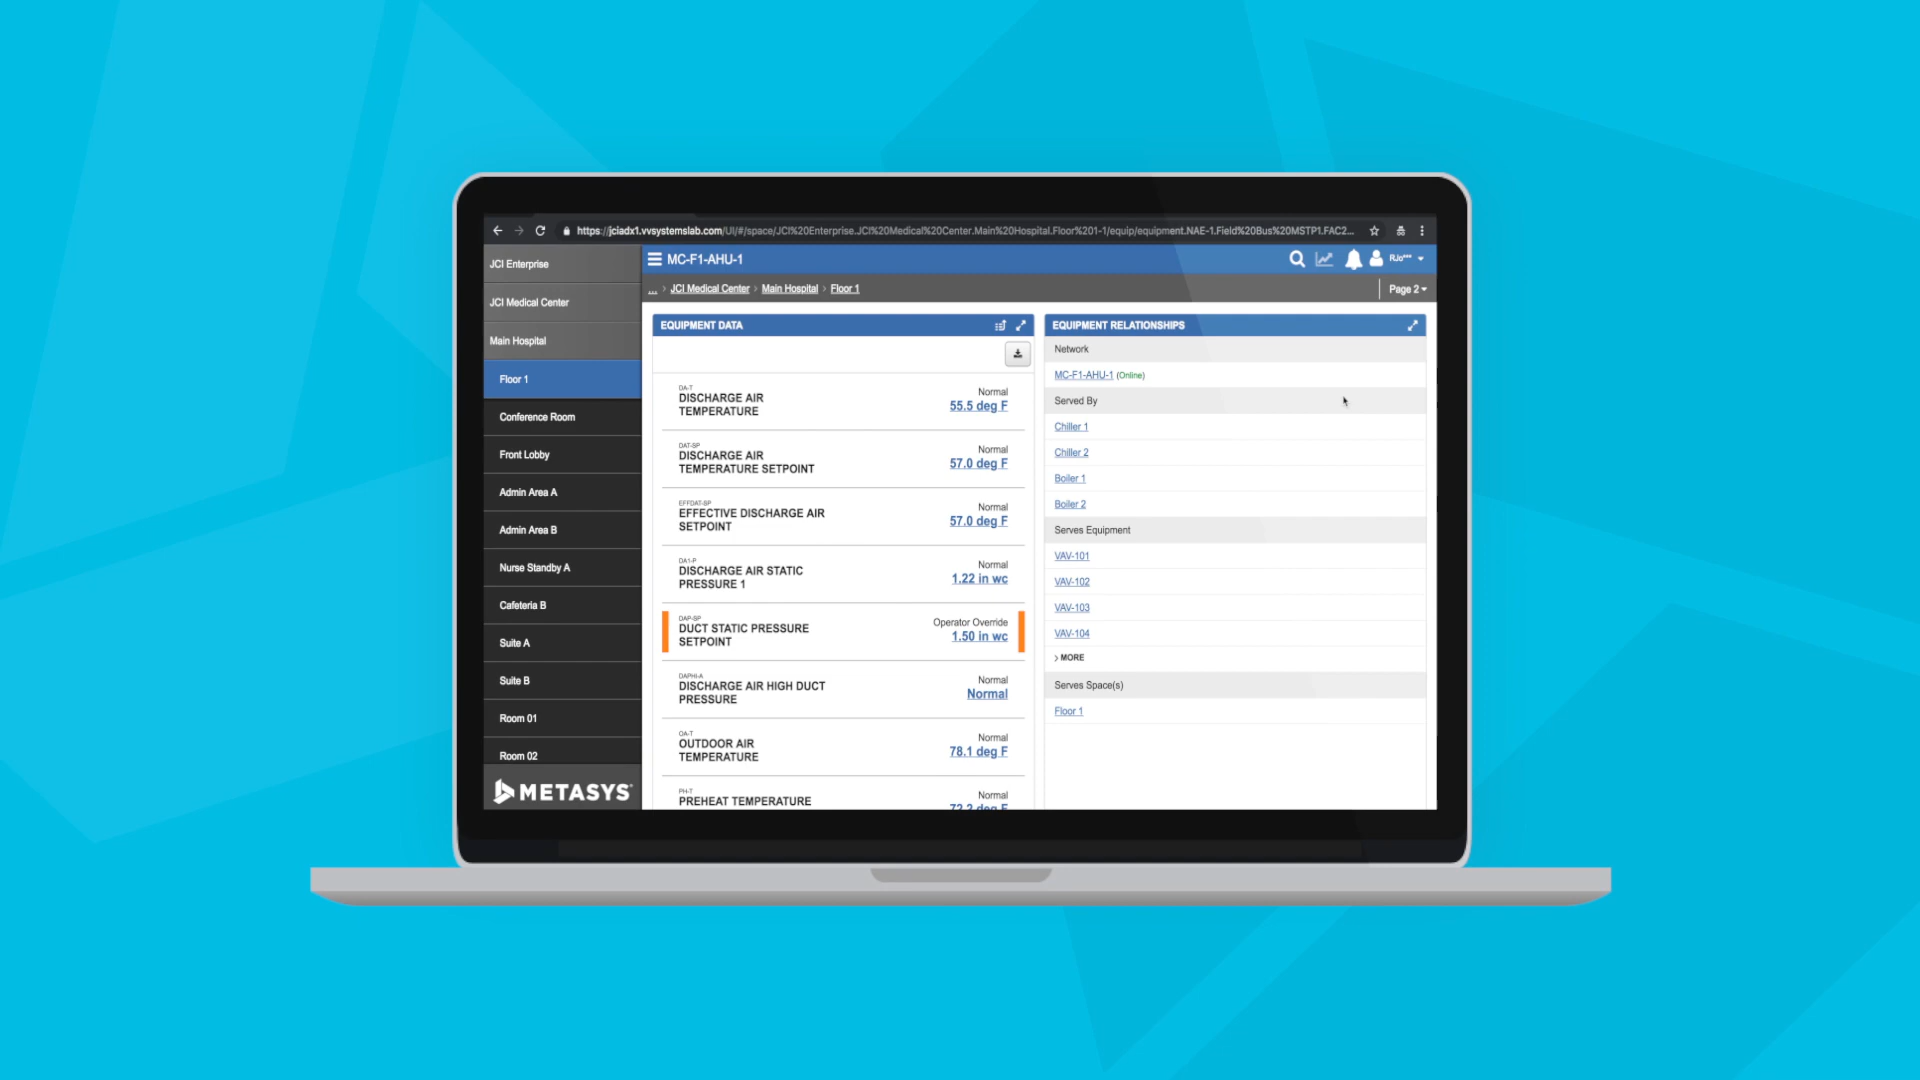 https://jciadx1.vvsystemslab.com/UI/#/space/JCI%20Enterprise.JCI%20Medical%20Center.Main%20Hospital.Floor%201-1/equip/equipment.NAE-1.Field%20Bus%20MSTP1.FAC2...
JCI Enterprise
JCI Medical Center
Main Hospital
Floor 1
Conference Room
Front Lobby
Admin Area A
Admin Area B
Nurse Standby A
Cafeteria B
Suite A
Suite B
Room 01
Room 02
METASYS
MC-F1-AHU-1
RJo***
... > JCI Medical Center > Main Hospital > Floor 1
Page 2
EQUIPMENT DATA
DA-T
DISCHARGE AIR
TEMPERATURE
Normal
55.5 deg F
DAT-SP
DISCHARGE AIR
TEMPERATURE SETPOINT
Normal
57.0 deg F
EFFDAT-SP
EFFECTIVE DISCHARGE AIR
SETPOINT
Normal
57.0 deg F
DA1-P
DISCHARGE AIR STATIC
PRESSURE 1
Normal
1.22 in wc
DAP-SP
DUCT STATIC PRESSURE
SETPOINT
Operator Override
1.50 in wc
DAPHI-A
DISCHARGE AIR HIGH DUCT
PRESSURE
Normal
Normal
OA-T
OUTDOOR AIR
TEMPERATURE
Normal
78.1 deg F
PH-T
PREHEAT TEMPERATURE
Normal
72.2 deg F
EQUIPMENT RELATIONSHIPS
Network
MC-F1-AHU-1 (Online)
Served By
Chiller 1
Chiller 2
Boiler 1
Boiler 2
Serves Equipment
VAV-101
VAV-102
VAV-103
VAV-104
> MORE
Serves Space(s)
Floor 1